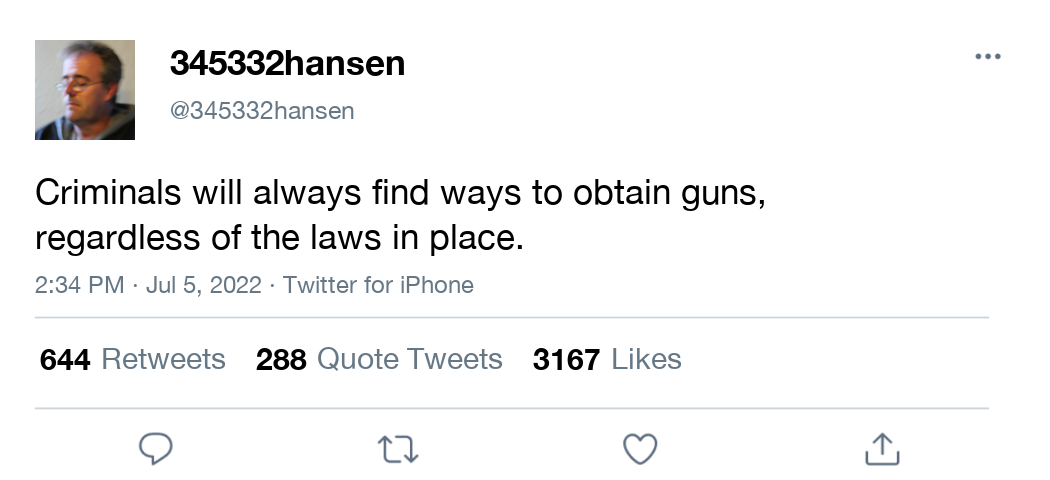 345332hansen
@345332hansen
Criminals will always find ways to obtain guns,
regardless of the laws in place.
2:34 PM · Jul 5, 2022 · Twitter for iPhone
644 Retweets 288 Quote Tweets 3167 Likes